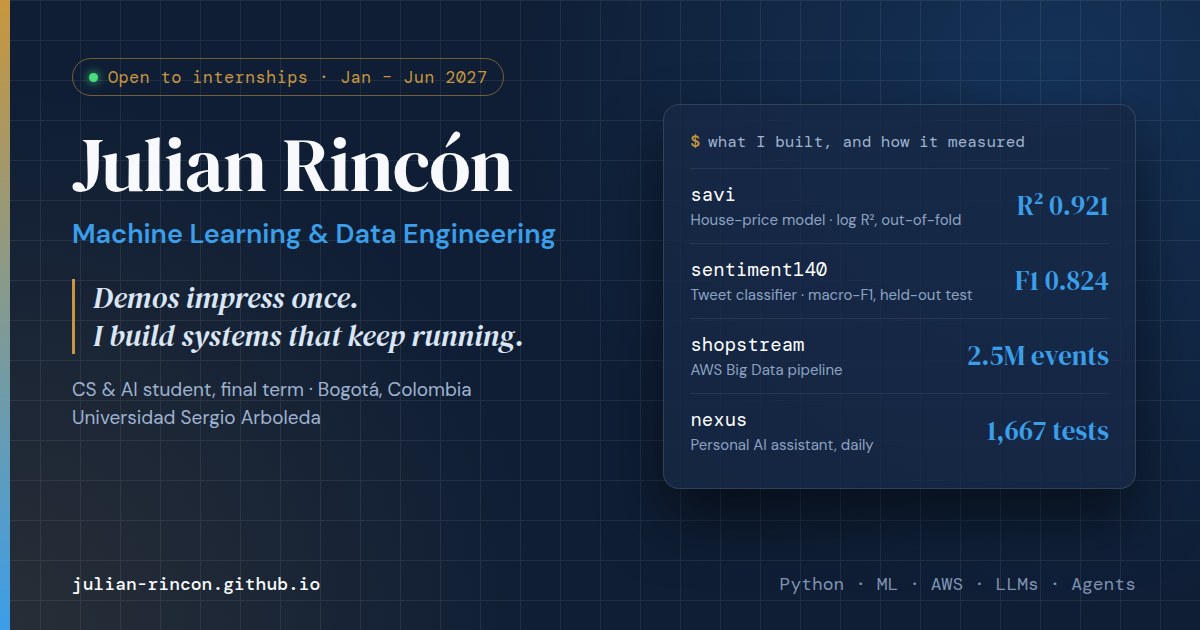 Open to internships · Jan – Jun 2027
Julian Rincón
Machine Learning & Data Engineering
Demos impress once.
I build systems that keep running.
CS & AI student, final term · Bogotá, Colombia
Universidad Sergio Arboleda
$ what I built, and how it measured
savi
House-price model · log R², out-of-fold
R² 0.921
sentiment140
Tweet classifier · macro-F1, held-out test
F1 0.824
shopstream
AWS Big Data pipeline
2.5M events
nexus
Personal AI assistant, daily
1,667 tests
julian-rincon.github.io
Python · ML · AWS · LLMs · Agents